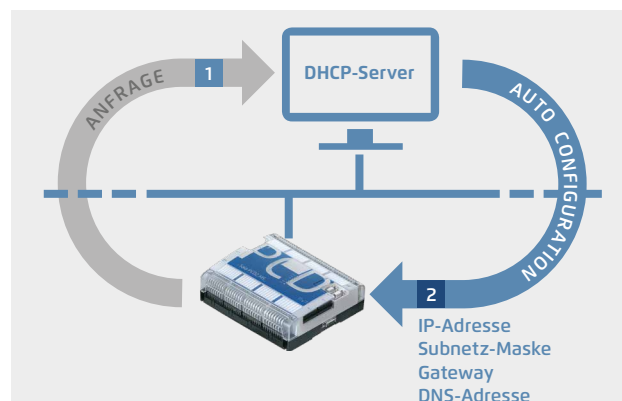 DHCP-Server
ANFRAGE
1
AUTO CONFIGURATION
PCD
2
IP-Adresse
Subnetz-Maske
Gateway
DNS-Adresse